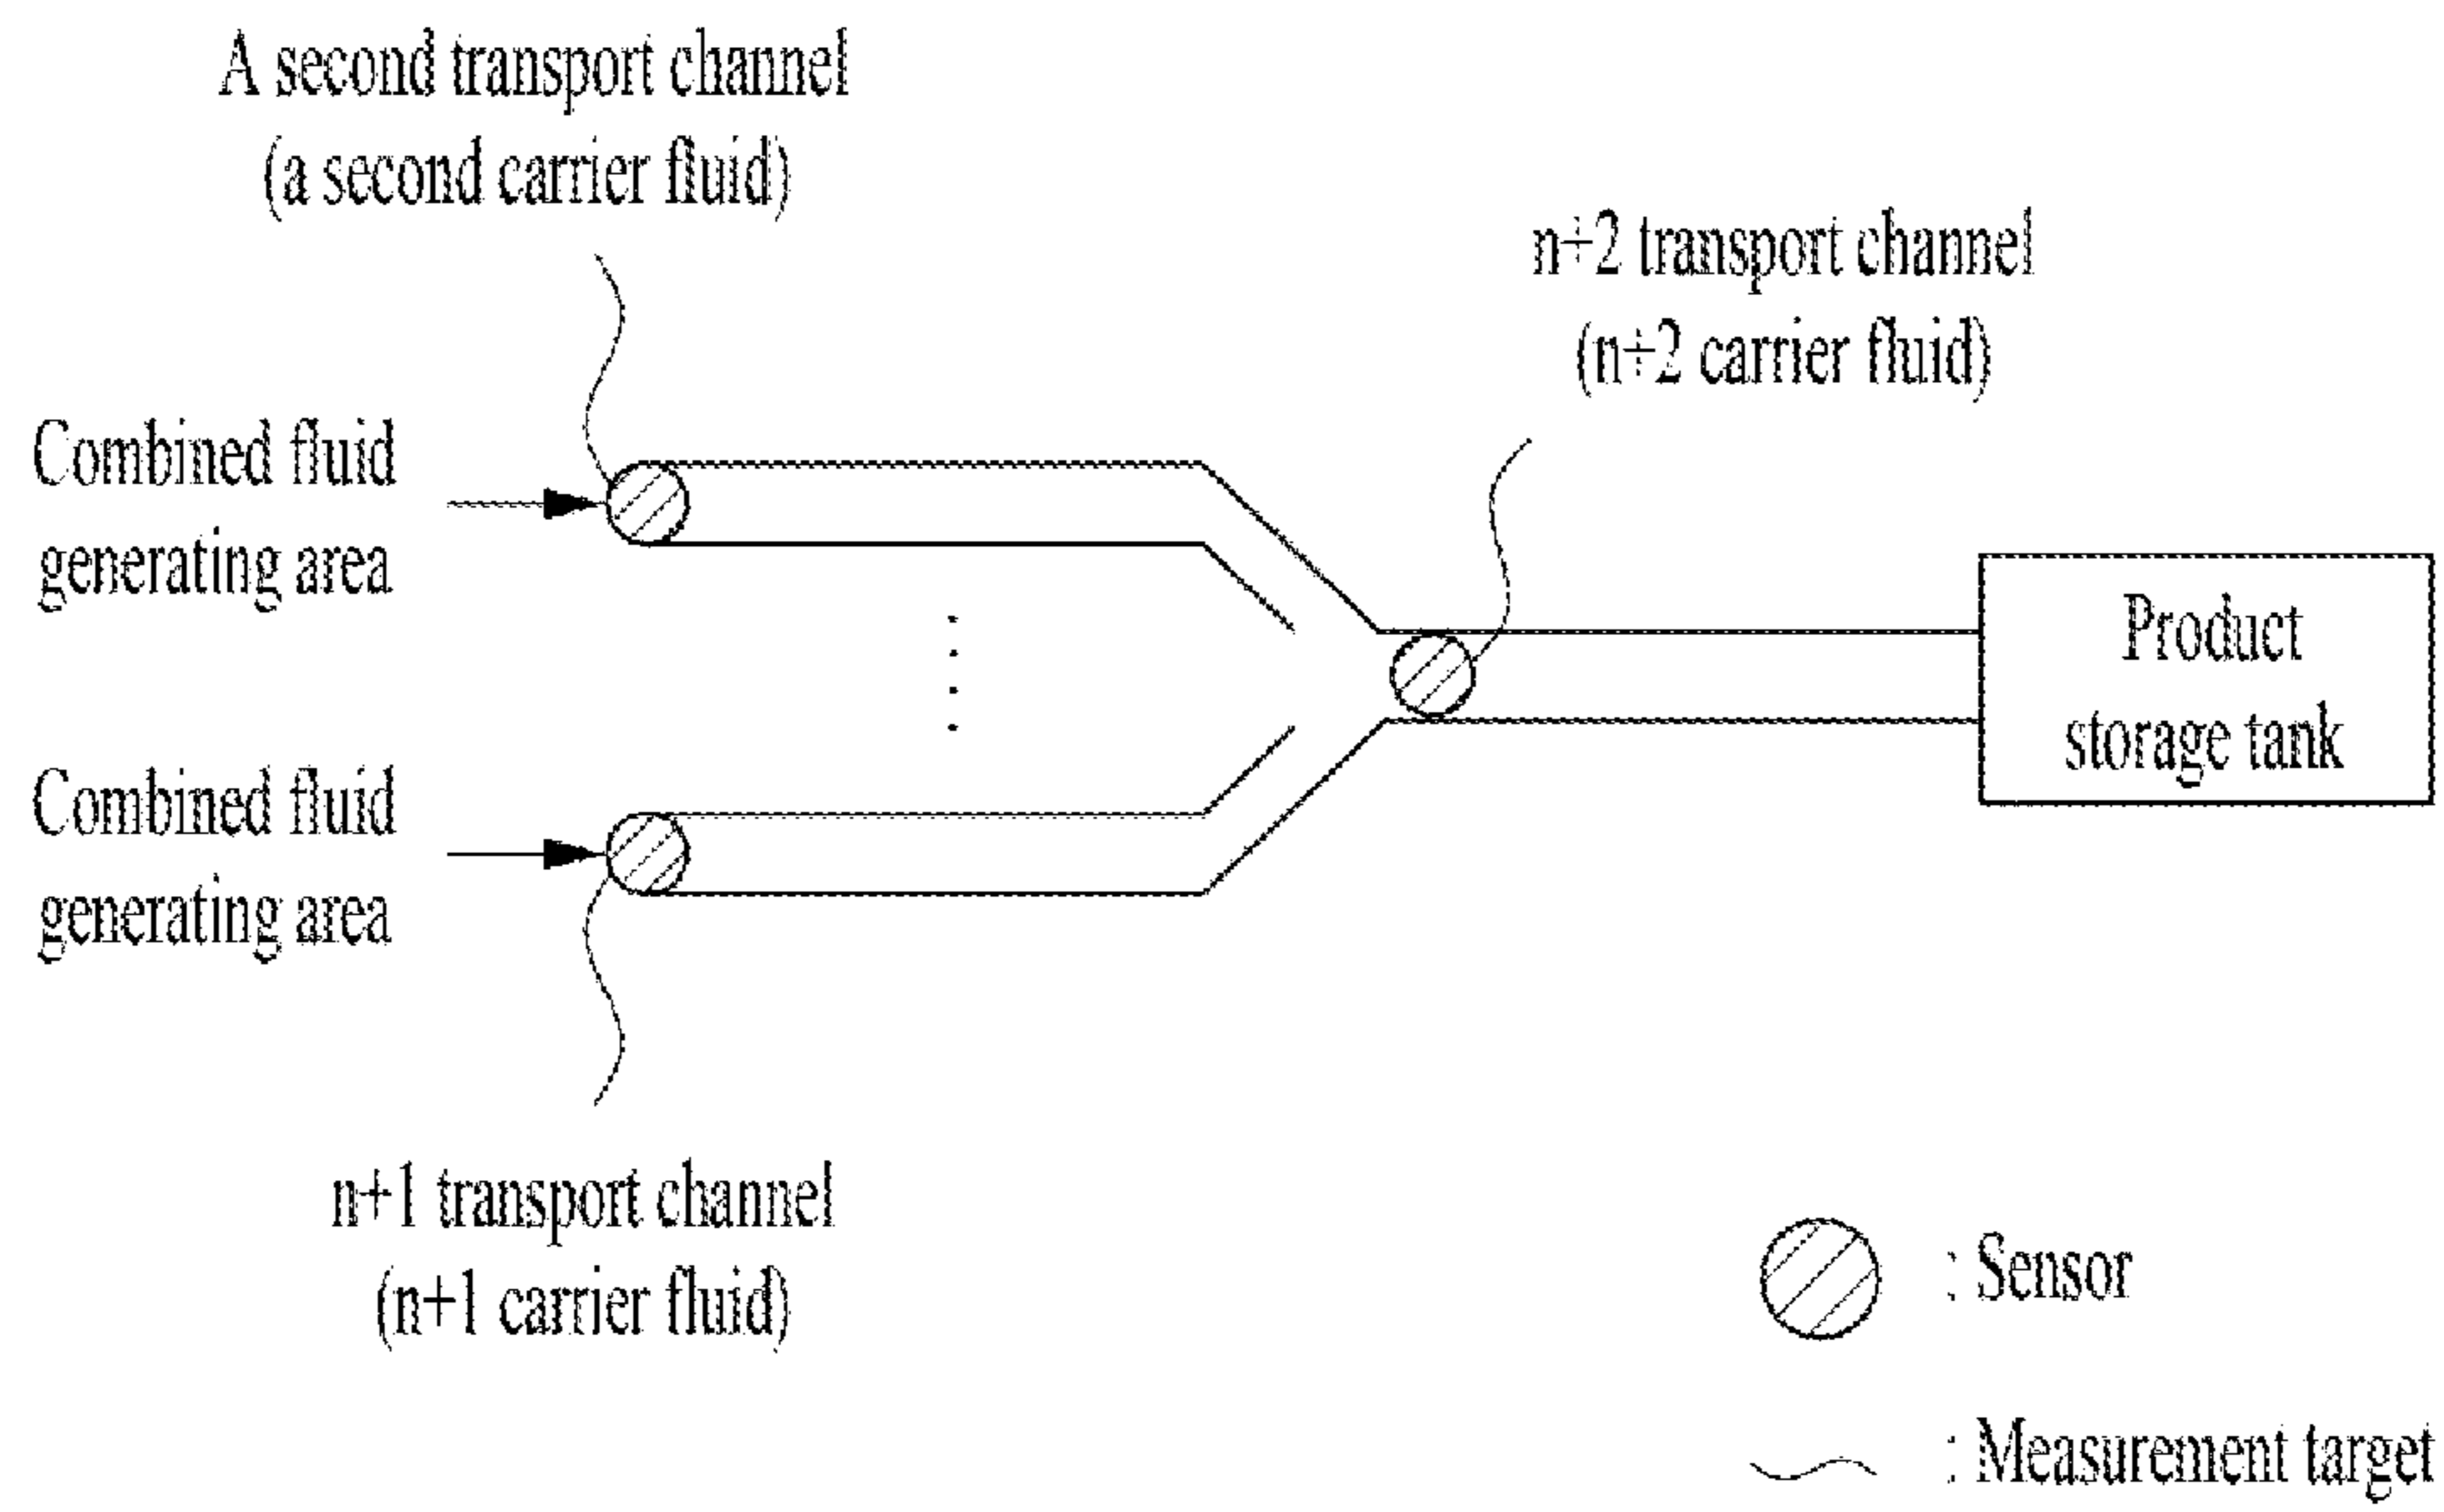 A second transport channel
(a second carrier fluid)
n+2 transport channel
(n+2 carrier fluid)
Combined fluid
generating area
Product
storage tank
Combined fluid
generating area
n+1 transport channel
(n+1 carrier fluid)
: Sensor
: Measurement target